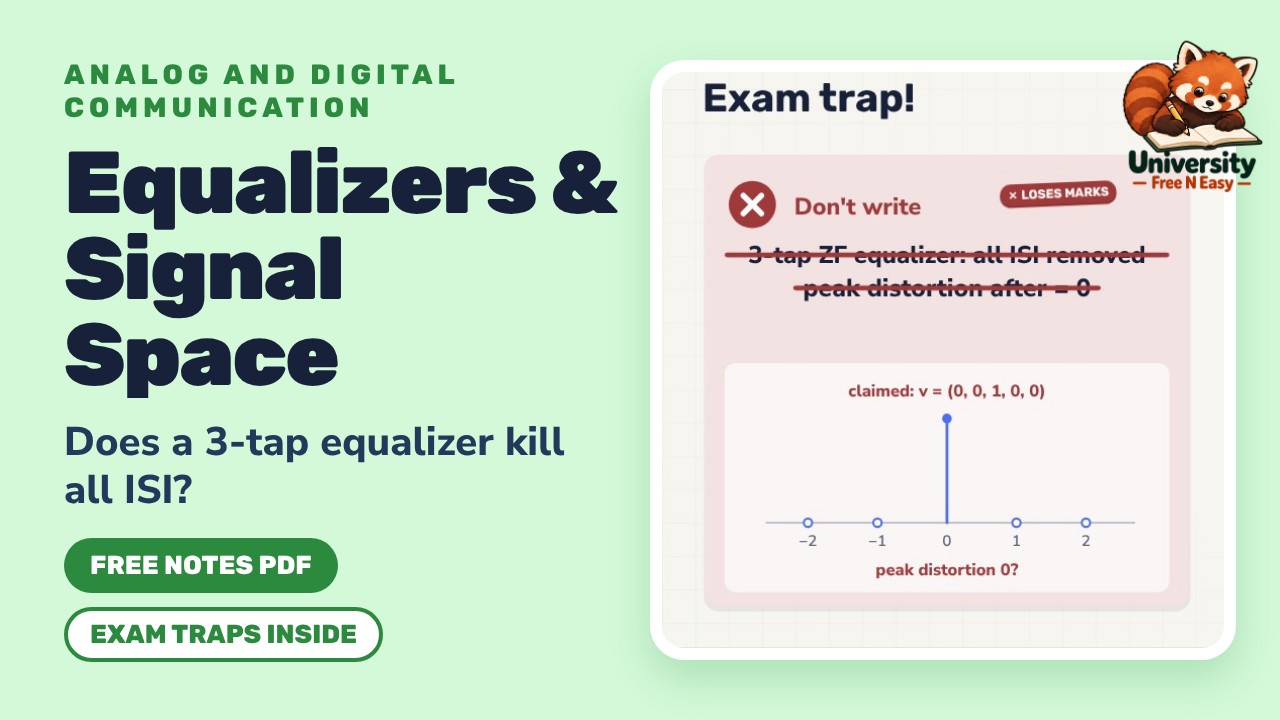 ANALOG AND DIGITAL
COMMUNICATION
Equalizers &
Signal
Space
Does a 3-tap equalizer kill
all ISI?
FREE NOTES PDF
EXAM TRAPS INSIDE
Exam trap!
University
Free N Easy
Don't write
× LOSES MARKS
3-tap ZF equalizer: all ISI removed
peak distortion after = 0
claimed: v = (0, 0, 1, 0, 0)
−2 −1 0 1 2
peak distortion 0?